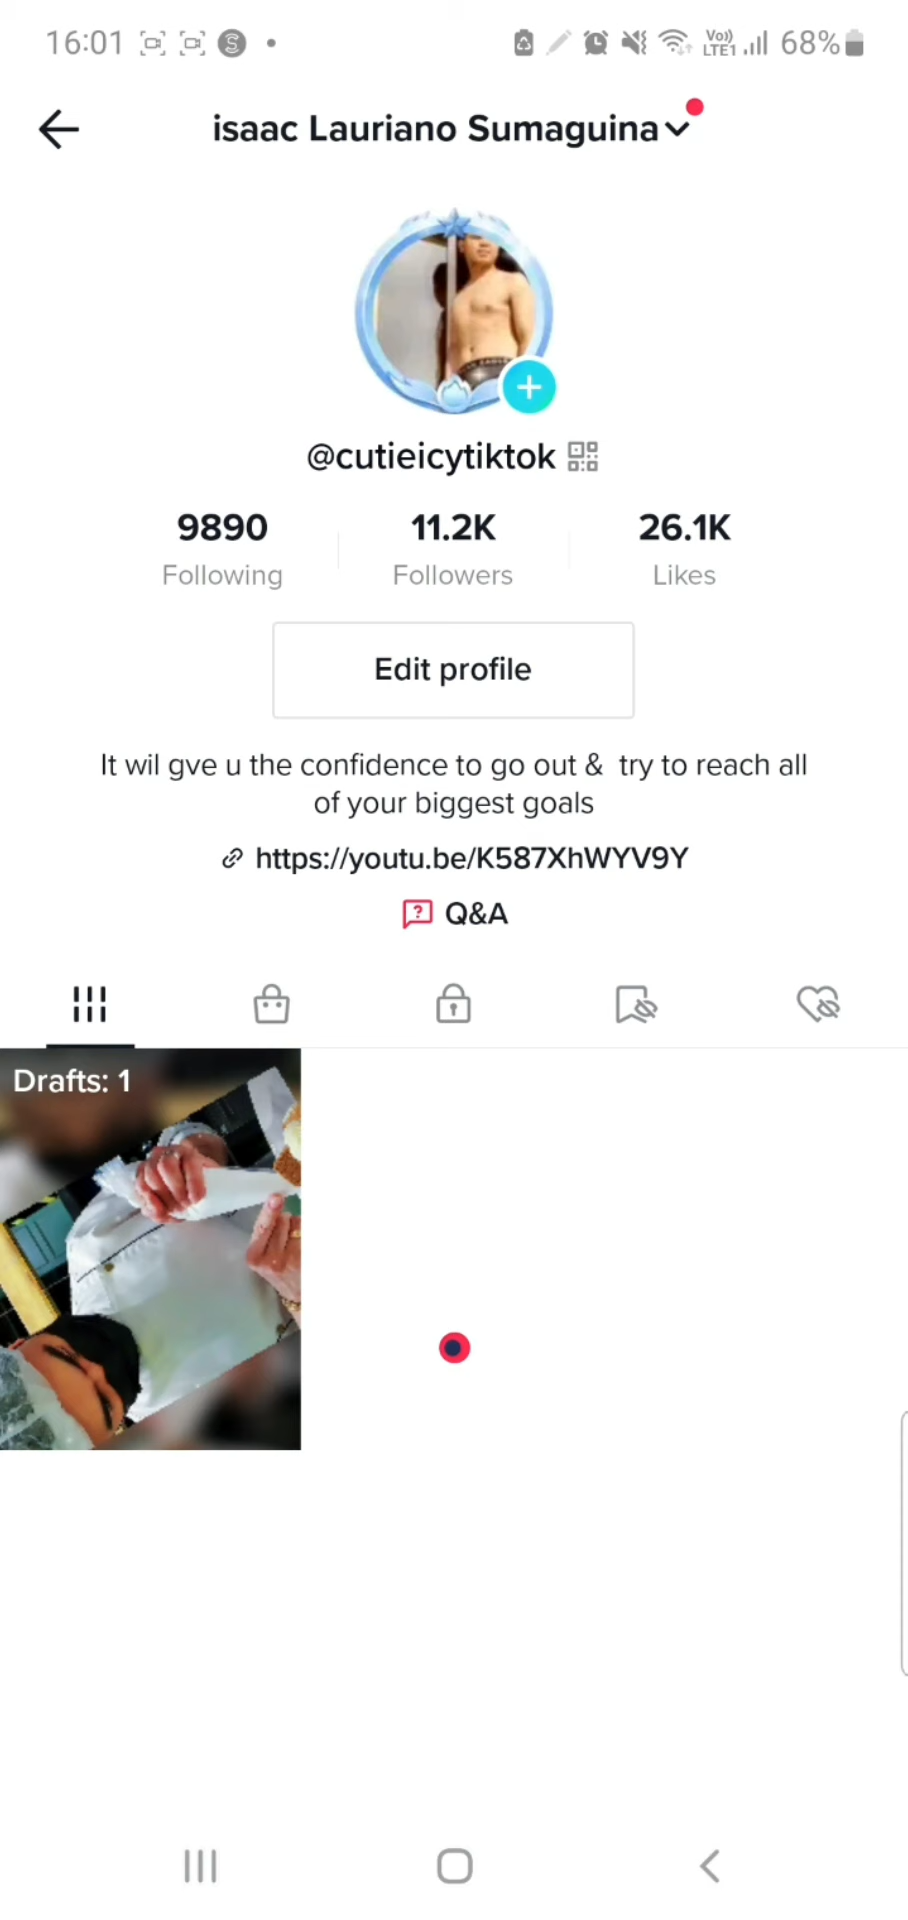 16:01
Vo)) LTE1 68%
isaac Lauriano Sumaguina
@cutieicytiktok
9890 11.2K 26.1K
Following Followers Likes
Edit profile
It wil gve u the confidence to go out & try to reach all
of your biggest goals
https://youtu.be/K587XhWYV9Y
Q&A
Drafts: 1